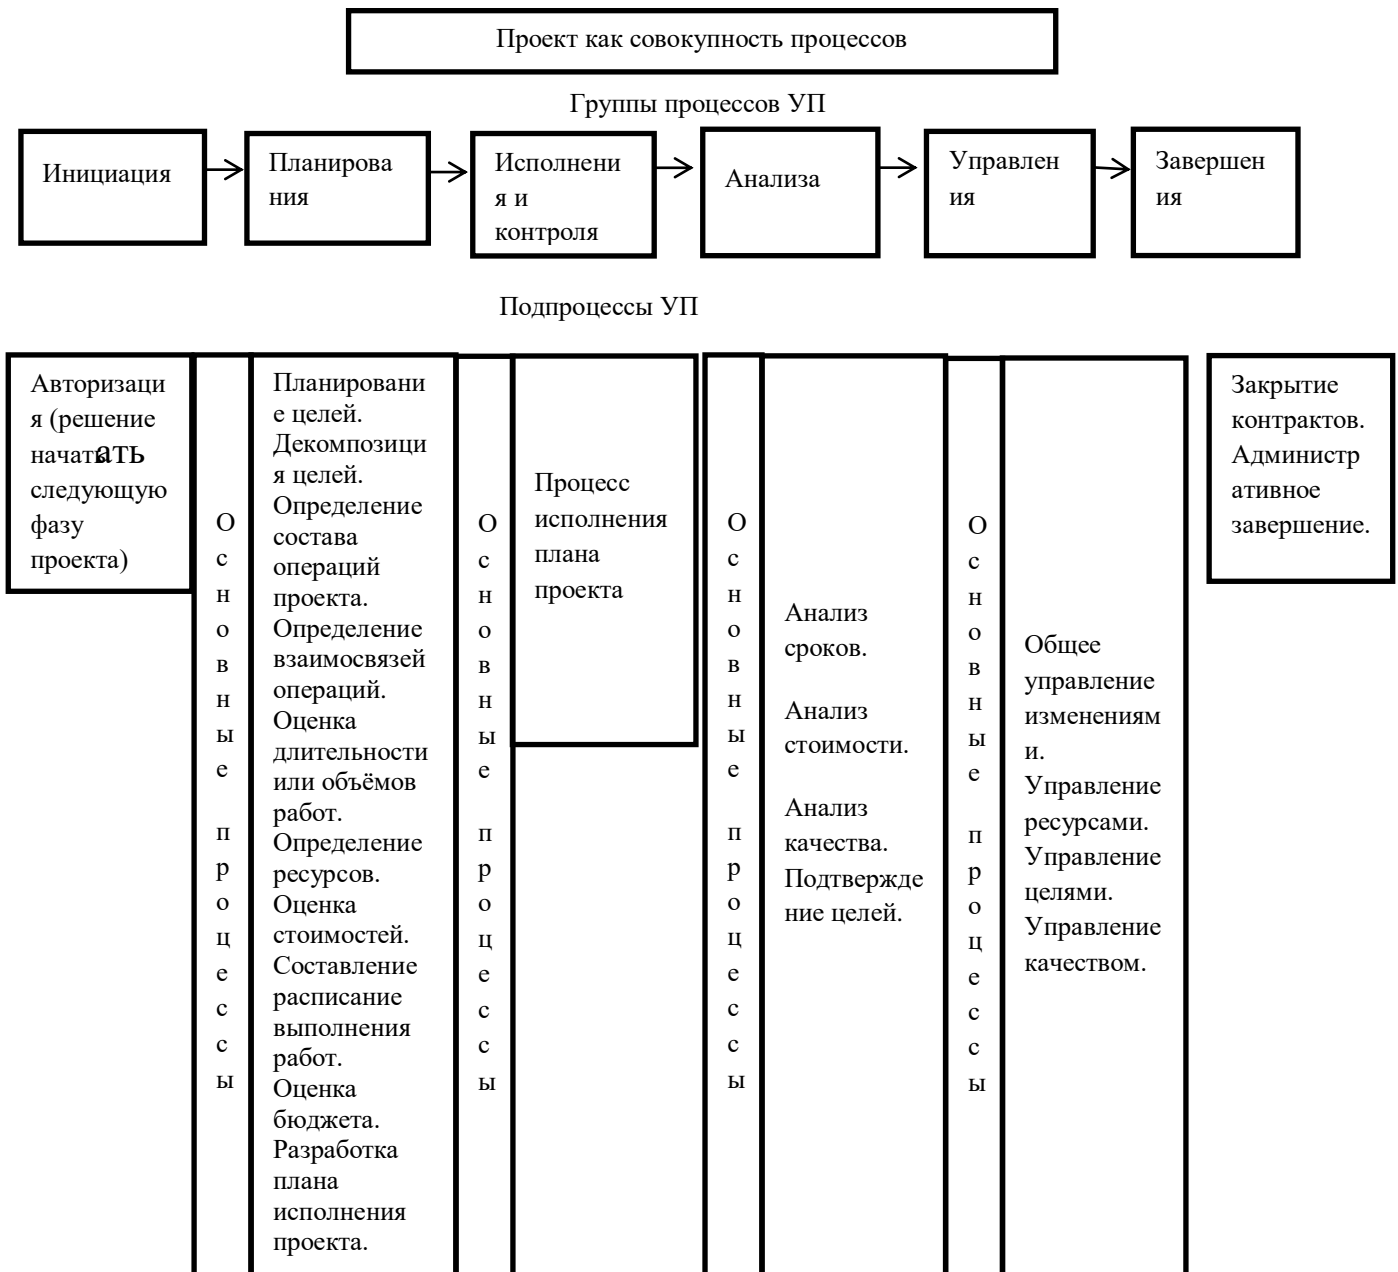 Проект как совокупность процессов
Группы процессов УП
Инициация
Планирова
ния
Исполнени
я и
контроля
Анализа
Управлен
ия
Завершен
ия
Подпроцессы УП
Авторизаци
я (решение
начатьать
следующую
фазу
проекта)
О
с
н
о
в
н
ы
е
п
р
о
ц
е
с
с
ы
Планировани
е целей.
Декомпозици
я целей.
Определение
состава
операций
проекта.
Определение
взаимосвязей
операций.
Оценка
длительности
или объёмов
работ.
Определение
ресурсов.
Оценка
стоимостей.
Составление
расписание
выполнения
работ.
Оценка
бюджета.
Разработка
плана
исполнения
проекта.
О
с
н
о
в
н
ы
е
п
р
о
ц
е
с
с
ы
Процесс
исполнения
плана
проекта
О
с
н
о
в
н
ы
е
п
р
о
ц
е
с
с
ы
Анализ
сроков.
Анализ
стоимости.
Анализ
качества.
Подтвержде
ние целей.
О
с
н
о
в
н
ы
е
п
р
о
ц
е
с
с
ы
Общее
управление
изменениям
и.
Управление
ресурсами.
Управление
целями.
Управление
качеством.
Закрытие
контрактов.
Администр
ативное
завершение.